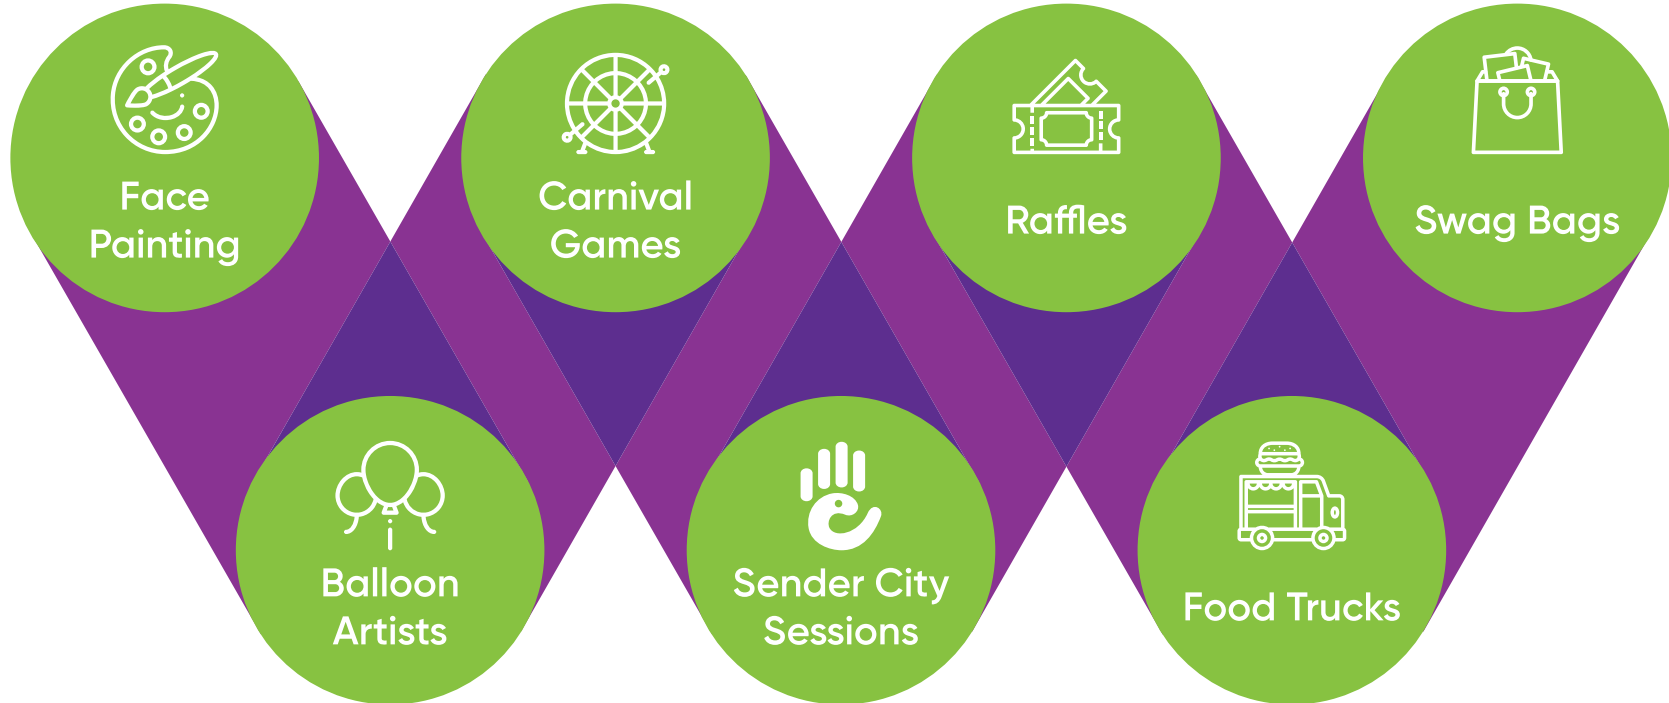 Face
Painting
Carnival
Games
Raffles
Swag Bags
Balloon
Artists
Sender City
Sessions
Food Trucks